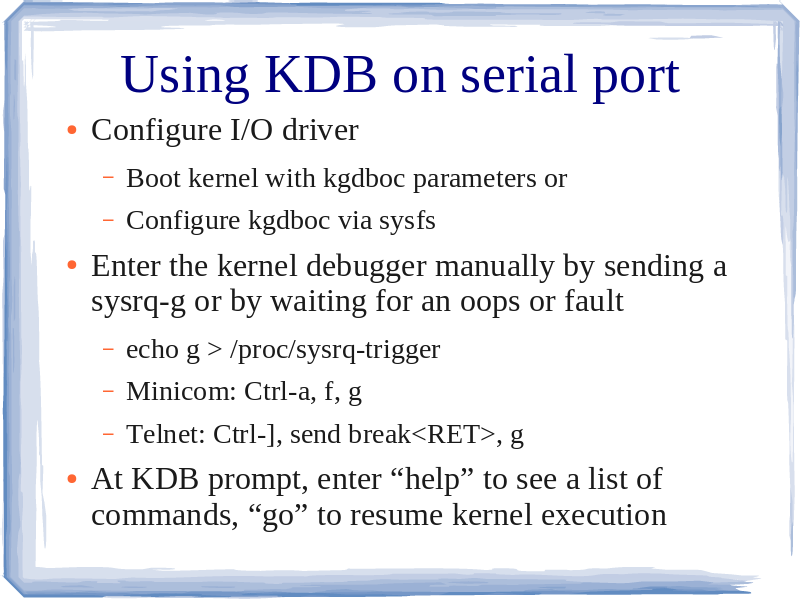 Using KDB on serial port
• Configure I/O driver
– Boot kernel with kgdboc parameters or
– Configure kgdboc via sysfs
• Enter the kernel debugger manually by sending a
sysrq-g or by waiting for an oops or fault
– echo g > /proc/sysrq-trigger
– Minicom: Ctrl-a, f, g
– Telnet: Ctrl-], send break<RET>, g
• At KDB prompt, enter “help” to see a list of
commands, “go” to resume kernel execution